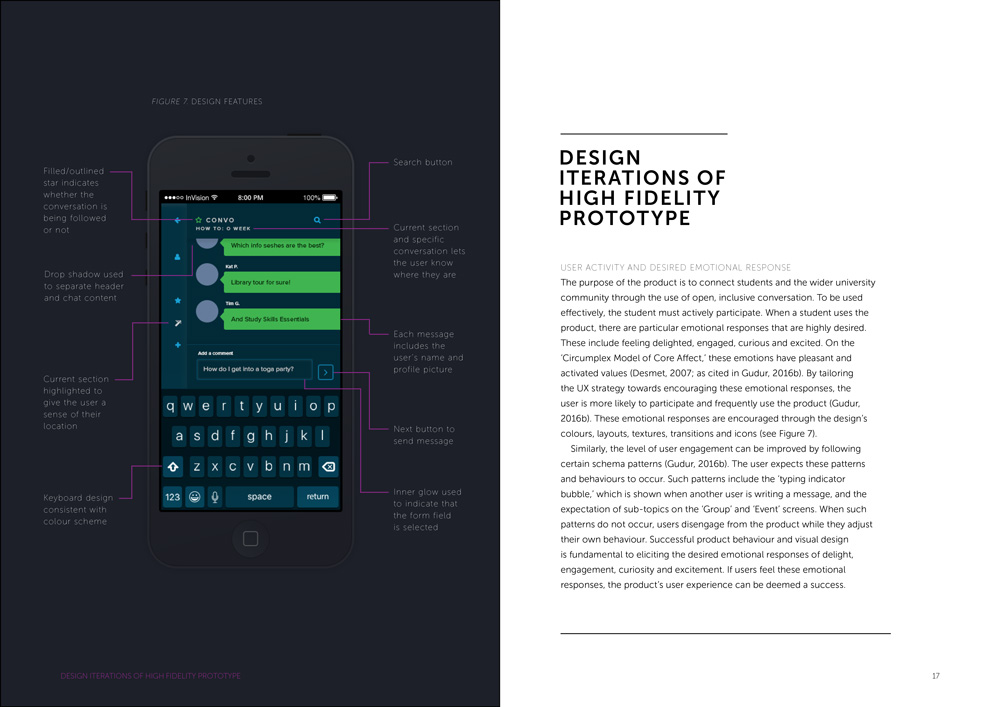 FIGURE 7. DESIGN FEATURES
Filled/outlined
star indicates
whether the
conversation is
being followed
or not
Drop shadow used
to separate header
and chat content
Current section
highlighted to
give the user a
sense of their
location
Keyboard design
consistent with
colour scheme
InVision 8:00 PM 100%
CONVO
HOW TO: O WEEK
Which info seshes are the best?
Kat P.
Library tour for sure!
Tim G.
And Study Skills Essentials
Add a comment
How do I get into a toga party?
q w e r t y u i o p
a s d f g h j k l
z x c v b n m
123 space return
Search button
Current section
and specific
conversation lets
the user know
where they are
Each message
includes the
user's name and
profile picture
Next button to
send message
Inner glow used
to indicate that
the form field
is selected
DESIGN ITERATIONS OF HIGH FIDELITY PROTOTYPE
DESIGN
ITERATIONS OF
HIGH FIDELITY
PROTOTYPE
USER ACTIVITY AND DESIRED EMOTIONAL RESPONSE
The purpose of the product is to connect students and the wider university
community through the use of open, inclusive conversation. To be used
effectively, the student must actively participate. When a student uses the
product, there are particular emotional responses that are highly desired.
These include feeling delighted, engaged, curious and excited. On the
‘Circumplex Model of Core Affect,’ these emotions have pleasant and
activated values (Desmet, 2007; as cited in Gudur, 2016b). By tailoring
the UX strategy towards encouraging these emotional responses, the
user is more likely to participate and frequently use the product (Gudur,
2016b). These emotional responses are encouraged through the design’s
colours, layouts, textures, transitions and icons (see Figure 7).
Similarly, the level of user engagement can be improved by following
certain schema patterns (Gudur, 2016b). The user expects these patterns
and behaviours to occur. Such patterns include the ‘typing indicator
bubble,’ which is shown when another user is writing a message, and the
expectation of sub-topics on the ‘Group’ and ‘Event’ screens. When such
patterns do not occur, users disengage from the product while they adjust
their own behaviour. Successful product behaviour and visual design
is fundamental to eliciting the desired emotional responses of delight,
engagement, curiosity and excitement. If users feel these emotional
responses, the product’s user experience can be deemed a success.
17